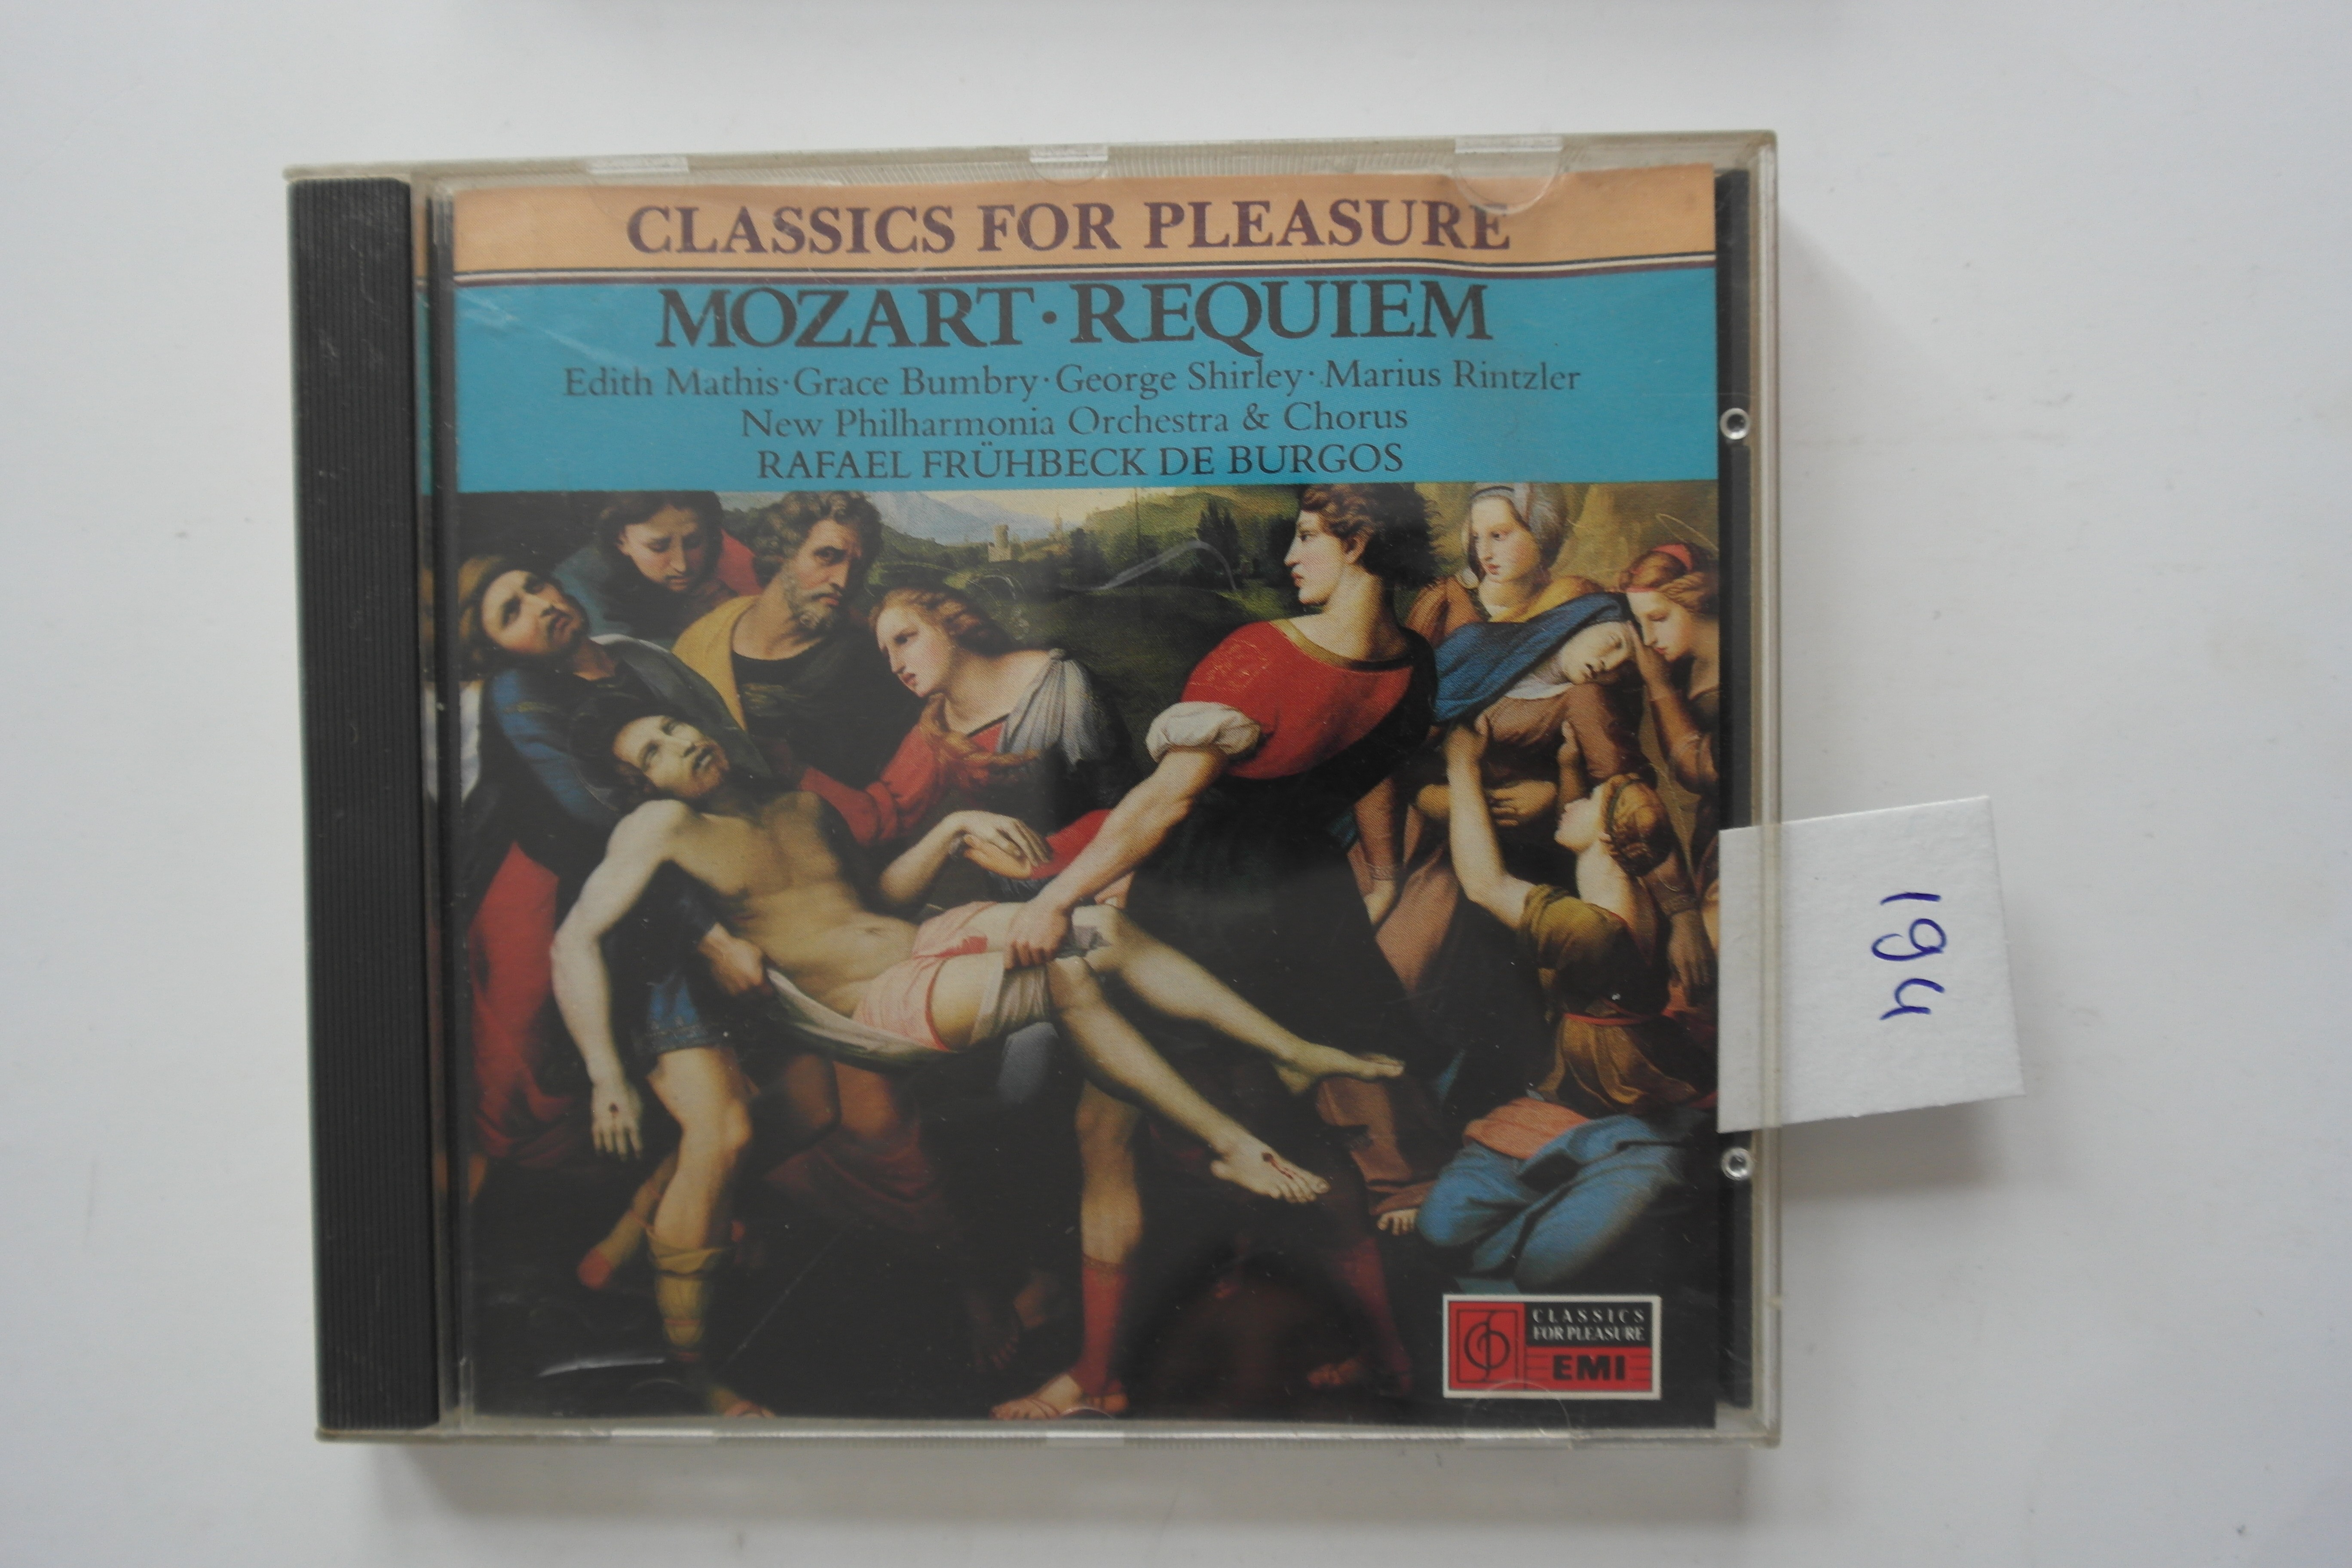 CLASSICS FOR PLEASURE
MOZART · REQUIEM
Edith Mathis · Grace Bumbry · George Shirley · Marius Rintzler
New Philharmonia Orchestra & Chorus
RAFAEL FRÜHBECK DE BURGOS
194
CLASSICS
FOR PLEASURE
EMI